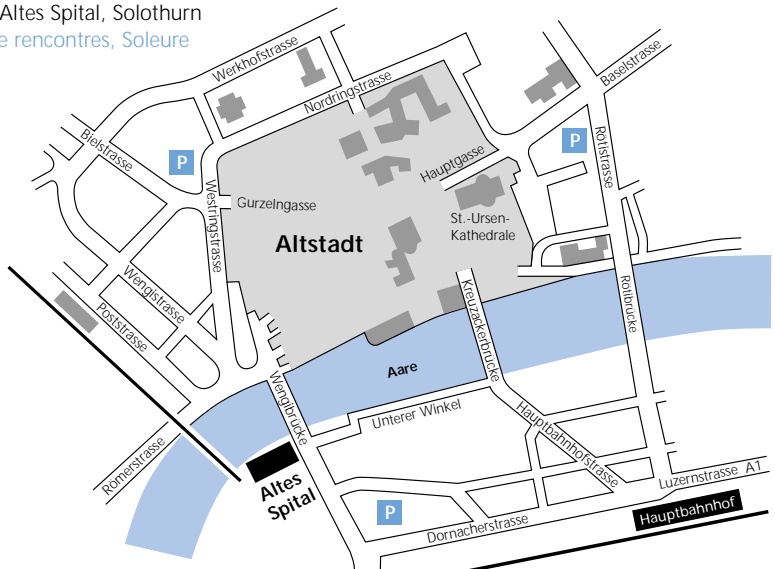 Altes Spital, Solothurn
e rencontres, Soleure
Werkhofstrasse
Nordringstrasse
Baselstrasse
Bielstrasse
P
P
Rötistrasse
Hauptgasse
Westringstrasse
Gurzelngasse
St.-Ursen-
Kathedrale
Altstadt
Wengistrasse
Poststrasse
Kreuzackerbrücke
Rötibrücke
Aare
Wengibrücke
Unterer Winkel
Hauptbahnhofstrasse
Römerstrasse
Altes
Spital
Luzernstrasse A1
P
Hauptbahnhof
Dornacherstrasse